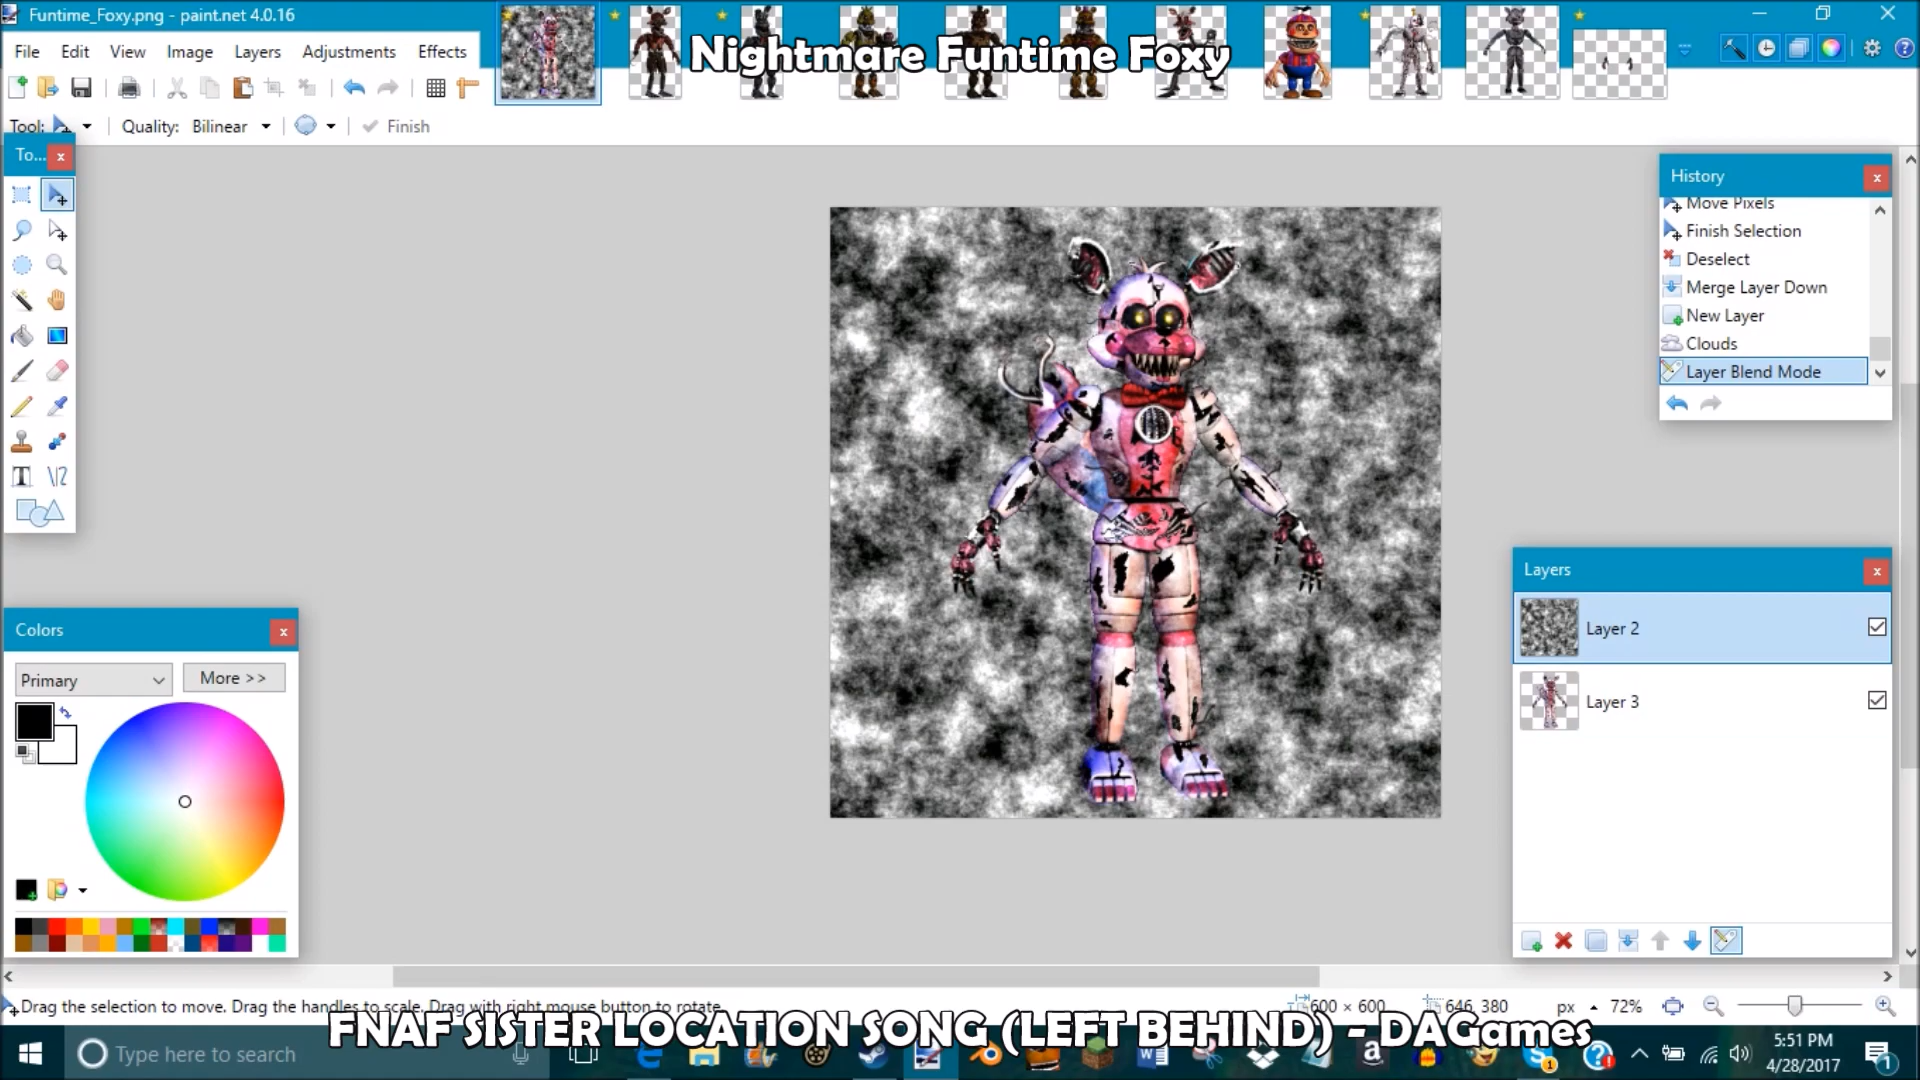 Funtime_Foxy.png - paint.net 4.0.16
Nightmare Funtime Foxy
File Edit View Image Layers Adjustments Effects
Tool: Quality: Bilinear Finish
To...
History
Move Pixels
Finish Selection
Deselect
Merge Layer Down
New Layer
Clouds
Layer Blend Mode
Layers
Layer 2
Layer 3
Colors
Primary
More >>
Drag the selection to move. Drag the handles to scale. Drag with right mouse button to rotate.
600 × 600
646, 380
px
72%
FNAF SISTER LOCATION SONG (LEFT BEHIND) - DAGames
Type here to search
5:51 PM
4/28/2017